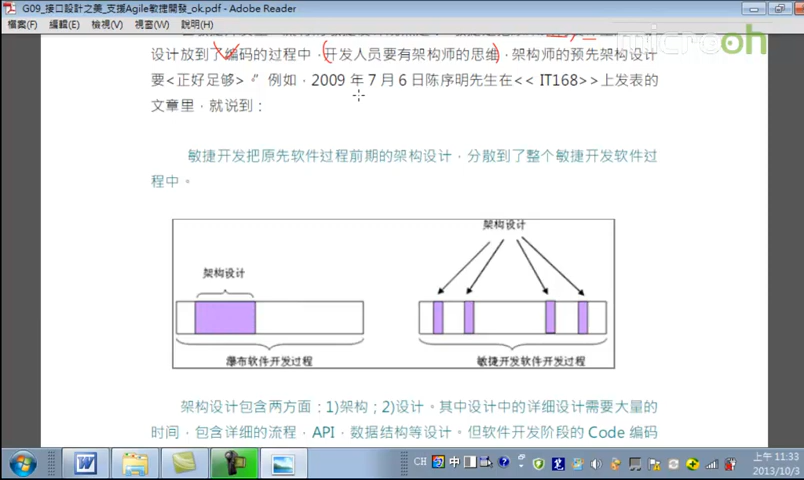 G09_接口設計之美_支援Agile敏捷開發_ok.pdf - Adobe Reader
檔案(F) 編輯(E) 檢視(V) 視窗(W) 說明(H)
microoh
设计放到了编码的过程中，（开发人员要有架构师的思维），架构师的预先架构设计
要<正好足够>。” 例如，2009 年 7 月 6 日陈序明先生在<< IT168>>上发表的
文章里，就说到：
敏捷开发把原先软件过程前期的架构设计，分散到了整个敏捷开发软件过
程中。
架构设计
架构设计
瀑布软件开发过程
敏捷开发软件开发过程
架构设计包含两方面：1)架构；2)设计。其中设计中的详细设计需要大量的
时间，包含详细的流程，API，数据结构等设计。但软件开发阶段的 Code 编码
CH 中
上午 11:33
2013/10/3